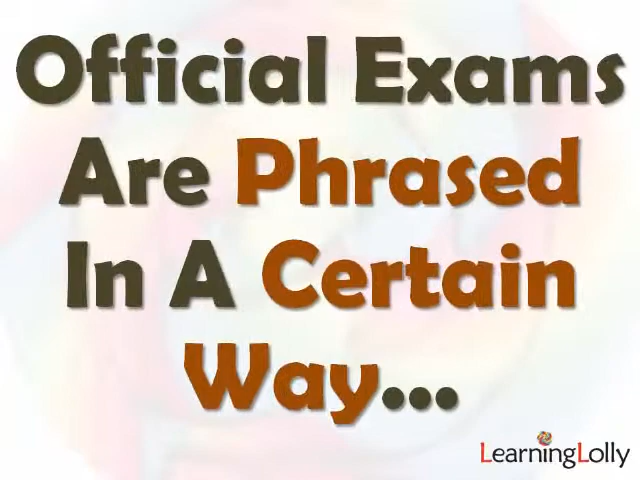 Official Exams
Are Phrased
In A Certain
Way...
LearningLolly